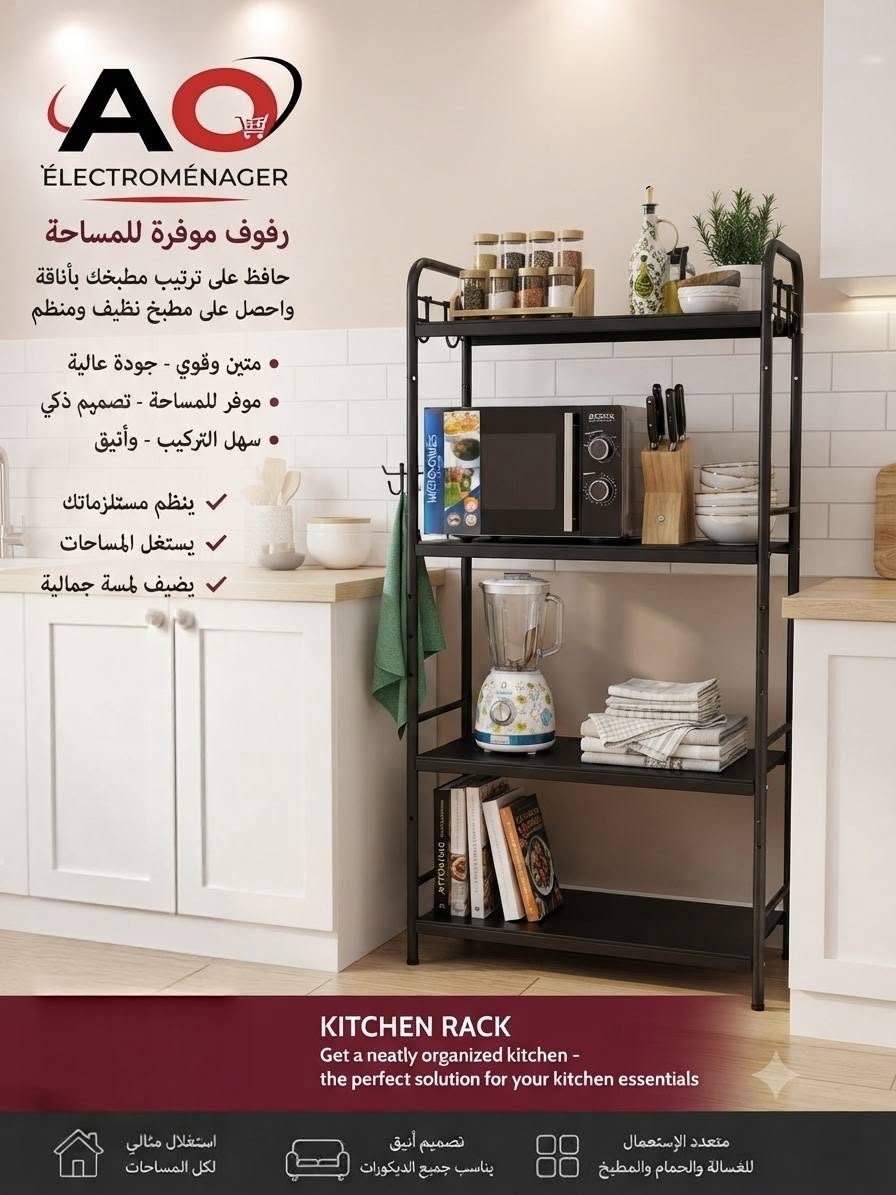 AO
ÉLECTROMÉNAGER
رفوف موفرة للمساحة
حافظ على ترتيب مطبخك بأناقة
واحصل على مطبخ نظيف ومنظم
• متين وقوي - جودة عالية
• موفر للمساحة - تصميم ذكي
• سهل التركيب - وأنيق
✓ ينظم مستلزماتك
✓ يستغل المساحات
✓ يضيف لمسة جمالية
KITCHEN RACK
Get a neatly organized kitchen -
the perfect solution for your kitchen essentials
متعدد الإستعمال
للغسالة والحمام والمطبخ
تصميم أنيق
يناسب جميع الديكورات
استغلال مثالي
لكل المساحات